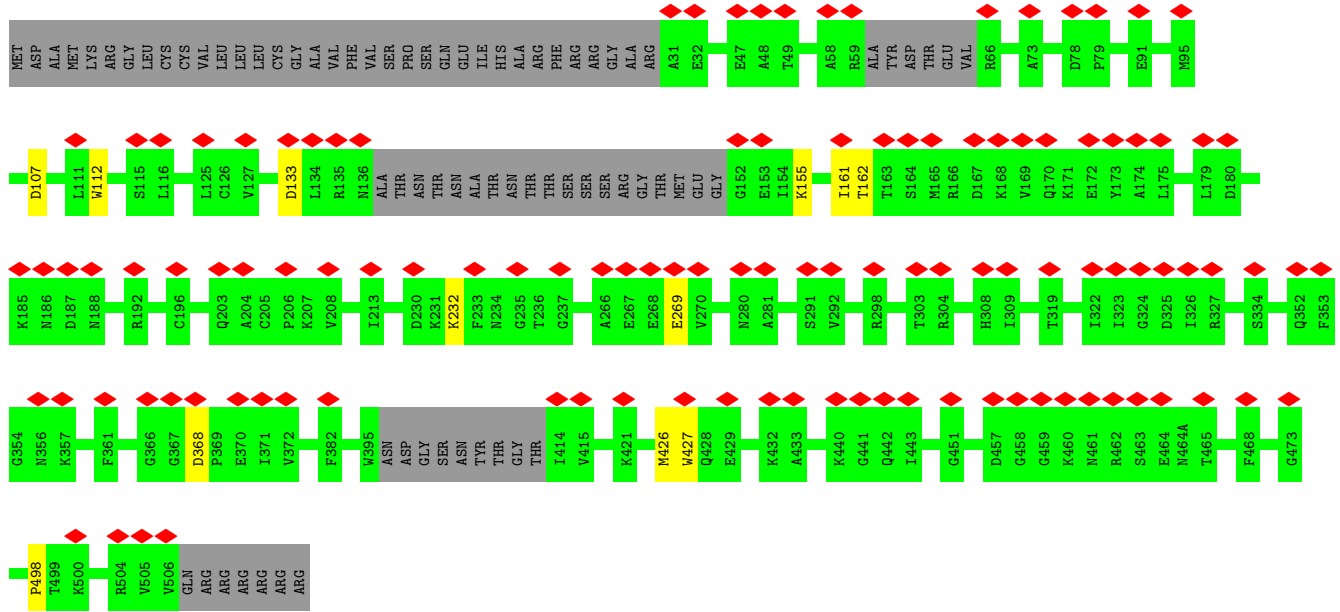 MET ASP ALA MET LYS ARG GLY LEU CYS CYS VAL LEU LEU LEU CYS GLY ALA VAL PHE VAL SER PRO SER GLN GLU ILE HIS ALA ARG PHE ARG ARG GLY ALA ARG A31 E32 E47 A48 T49 A58 R59 ALA TYR ASP THR GLU VAL R66 A73 D78 P79 E91 M95
D107 L111 W112 S115 L116 L125 C126 V127 D133 L134 R135 N136 ALA THR ASN THR THR ASN ALA THR ASN THR THR SER SER SER ARG GLY THR MET GLU GLY G152 E153 I154 K155 I161 T162 T163 S164 M165 R166 D167 K168 V169 Q170 K171 E172 Y173 A174 L175 L179 D180
K185 N186 D187 N188 R192 C196 Q203 A204 C205 P206 K207 V208 I213 D230 K231 K232 F233 N234 G235 T236 G237 A266 E267 E268 E269 V270 N280 A281 S291 V292 R298 T303 R304 H308 I309 T319 I322 I323 G324 D325 I326 R327 S334 Q352 F353
G354 N356 K357 F361 G366 G367 D368 P369 E370 I371 V372 F382 W395 ASN ASP GLY SER ASN TYR THR GLY THR I414 V415 K421 M426 W427 Q428 E429 K432 A433 K440 G441 Q442 I443 G451 D457 G458 G459 K460 N461 R462 S463 E464 N464A T465 F468 G473
P498 T499 K500 R504 V505 V506 GLN ARG ARG ARG ARG ARG ARG